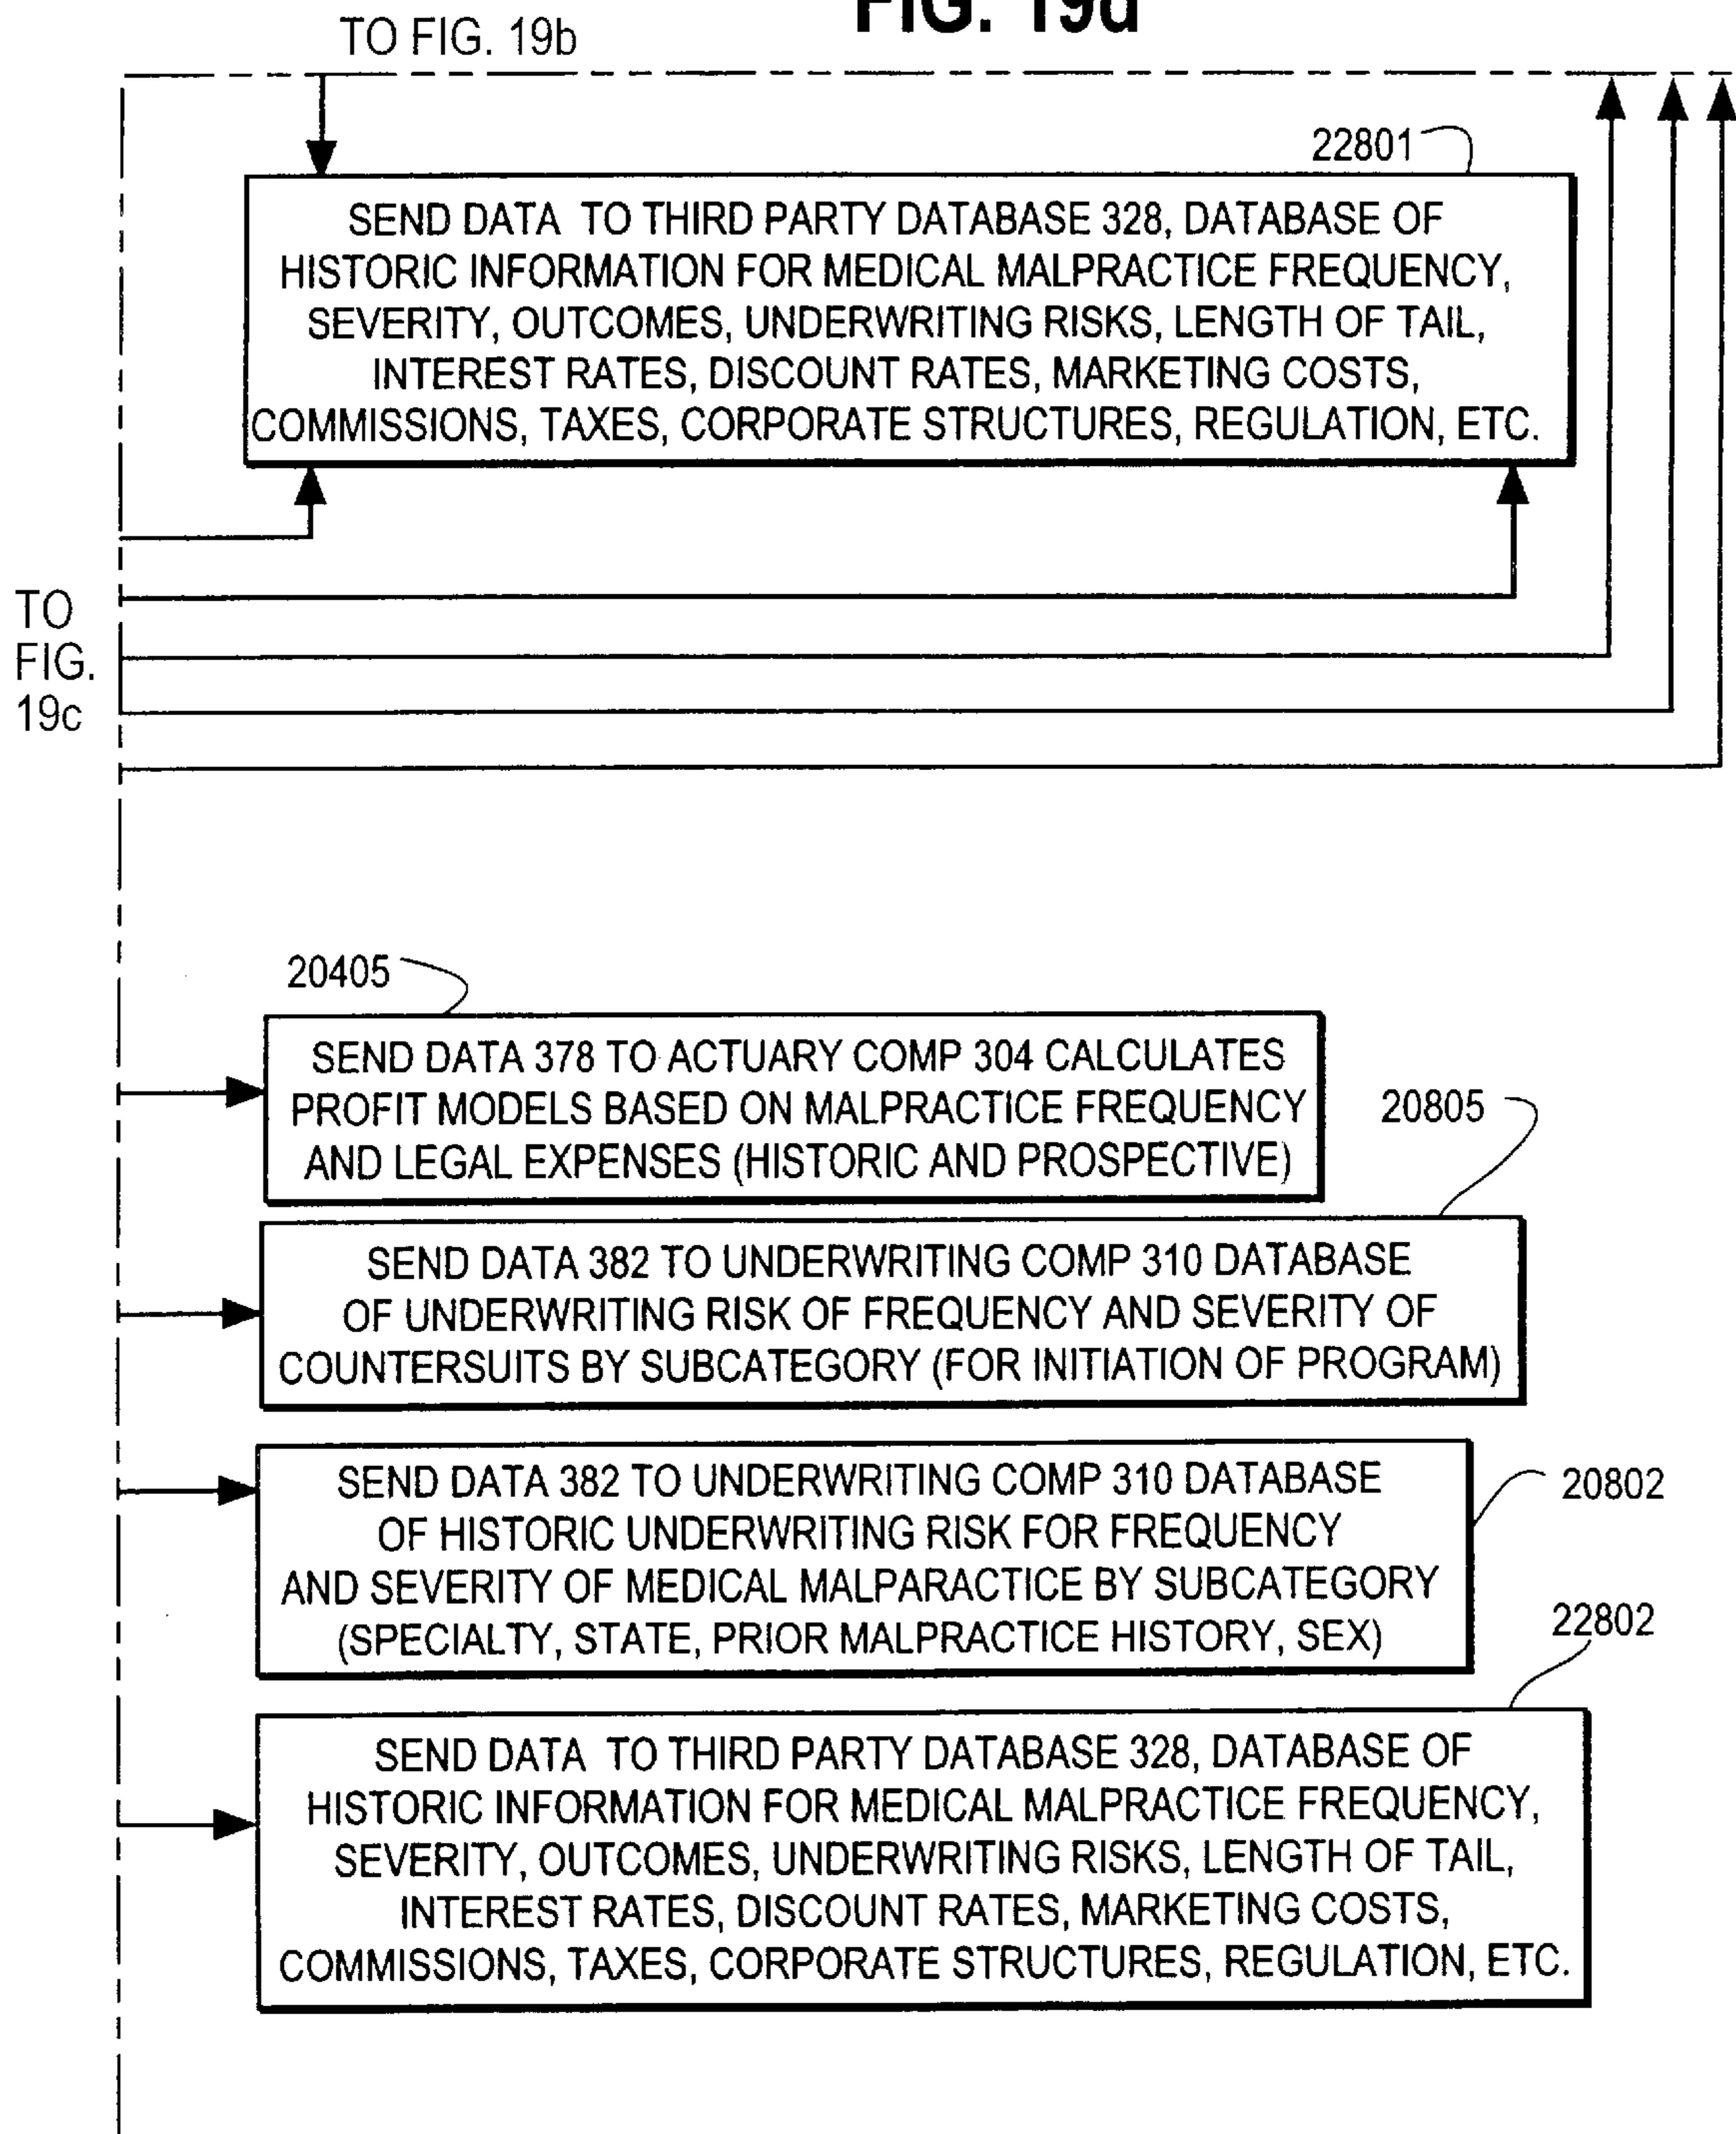 FIG. 19d
TO FIG. 19b
22801
SEND DATA TO THIRD PARTY DATABASE 328, DATABASE OF
HISTORIC INFORMATION FOR MEDICAL MALPRACTICE FREQUENCY,
SEVERITY, OUTCOMES, UNDERWRITING RISKS, LENGTH OF TAIL,
INTEREST RATES, DISCOUNT RATES, MARKETING COSTS,
COMMISSIONS, TAXES, CORPORATE STRUCTURES, REGULATION, ETC.
TO
FIG.
19c
20405
SEND DATA 378 TO ACTUARY COMP 304 CALCULATES
PROFIT MODELS BASED ON MALPRACTICE FREQUENCY
AND LEGAL EXPENSES (HISTORIC AND PROSPECTIVE)
20805
SEND DATA 382 TO UNDERWRITING COMP 310 DATABASE
OF UNDERWRITING RISK OF FREQUENCY AND SEVERITY OF
COUNTERSUITS BY SUBCATEGORY (FOR INITIATION OF PROGRAM)
SEND DATA 382 TO UNDERWRITING COMP 310 DATABASE
OF HISTORIC UNDERWRITING RISK FOR FREQUENCY
AND SEVERITY OF MEDICAL MALPARACTICE BY SUBCATEGORY
(SPECIALTY, STATE, PRIOR MALPRACTICE HISTORY, SEX)
20802
22802
SEND DATA TO THIRD PARTY DATABASE 328, DATABASE OF
HISTORIC INFORMATION FOR MEDICAL MALPRACTICE FREQUENCY,
SEVERITY, OUTCOMES, UNDERWRITING RISKS, LENGTH OF TAIL,
INTEREST RATES, DISCOUNT RATES, MARKETING COSTS,
COMMISSIONS, TAXES, CORPORATE STRUCTURES, REGULATION, ETC.